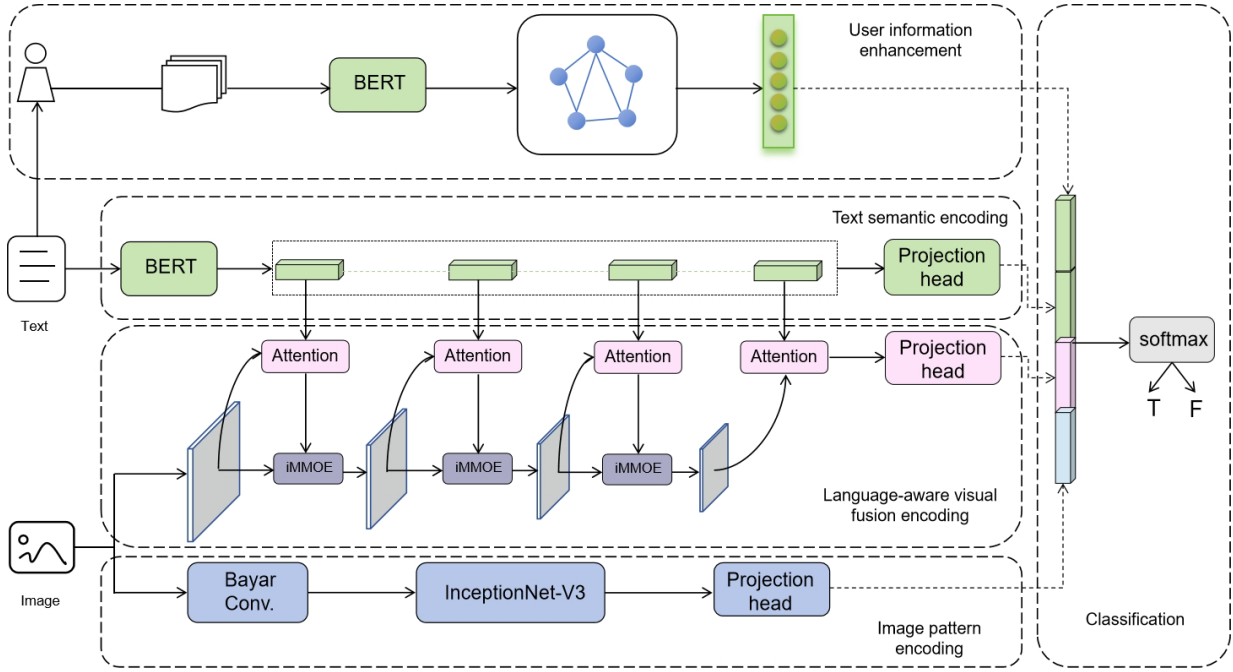 User information
enhancement
BERT
Text semantic encoding
BERT
Projection
head
Text
Attention
Attention
Attention
Attention
Projection
head
softmax
T F
iMMOE
iMMOE
iMMOE
Language-aware visual
fusion encoding
Image
Bayar
Conv.
InceptionNet-V3
Projection
head
Image pattern
encoding
Classification